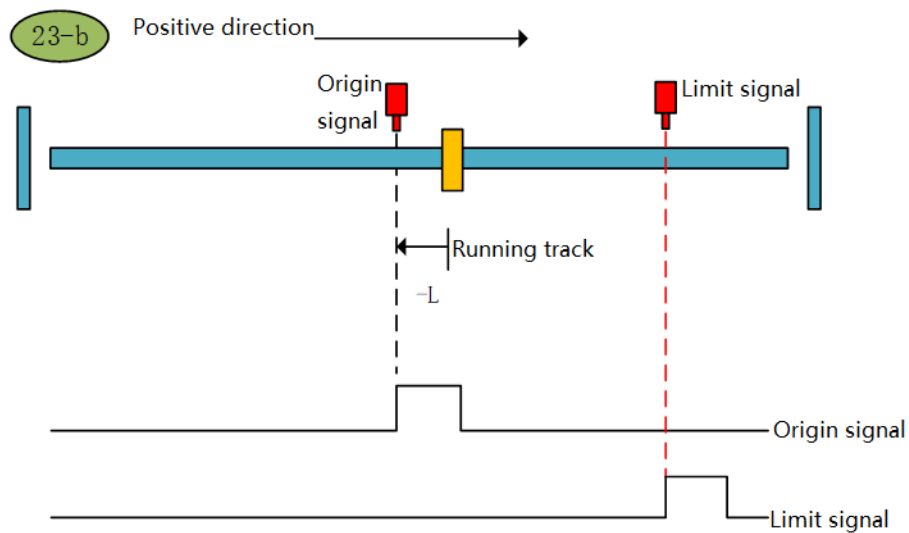 23-b
Positive direction
Origin
signal
Limit signal
Running track
-L
Origin signal
Limit signal